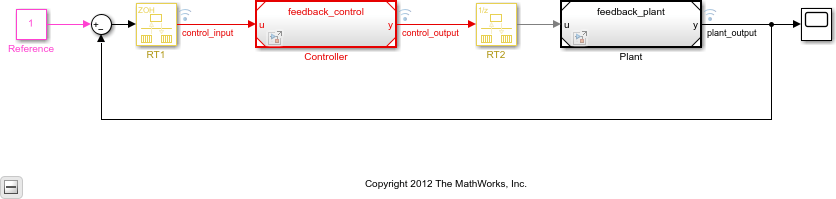 1
Reference
+
−
ZOH
RT1
control_input
feedback_control
u
y
Controller
control_output
1/z
RT2
feedback_plant
u
y
Plant
plant_output
Copyright 2012 The MathWorks, Inc.